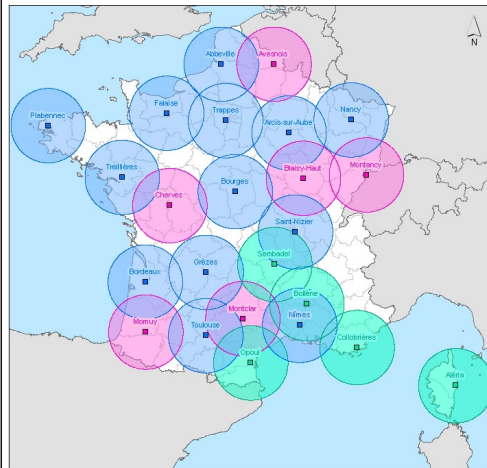 N
Abbeville
Avesnois
Falaise
Trappes
Nancy
Plabennec
Arcis-sur-Aube
Treillières
Blaisy-Haut
Montancy
Cherves
Bourges
Saint-Nizier
Sembadel
Grèzes
Bordeaux
Bollène
Momuy
Toulouse
Montclar
Nîmes
Collobrières
Opoul
Aléria